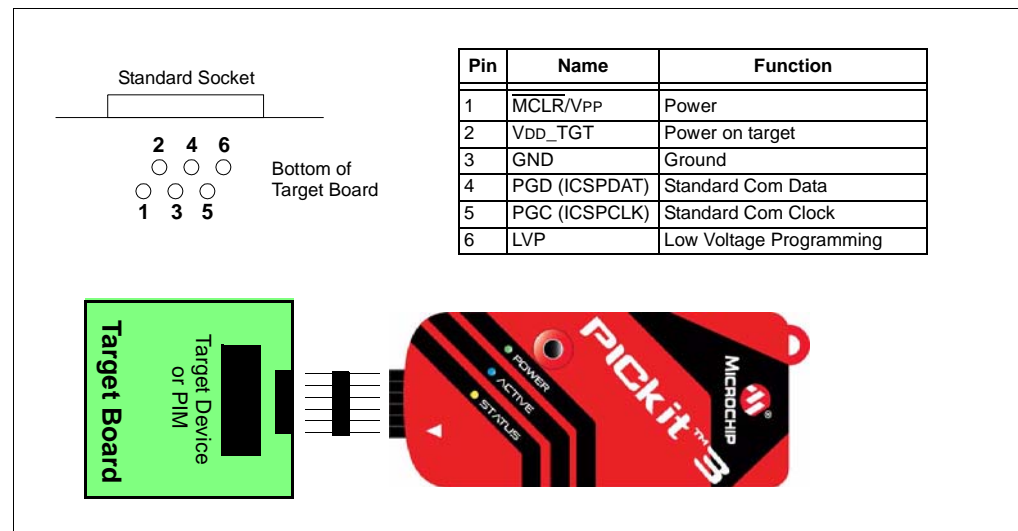 Standard Socket
2 4 6
Bottom of
Target Board
1 3 5
Pin Name Function
1 MCLR/VPP Power
2 VDD_TGT Power on target
3 GND Ground
4 PGD (ICSPDAT) Standard Com Data
5 PGC (ICSPCLK) Standard Com Clock
6 LVP Low Voltage Programming
Target Board
Target Device
or PIM
POWER
ACTIVE
STATUS
PICkit™ 3
MICROCHIP